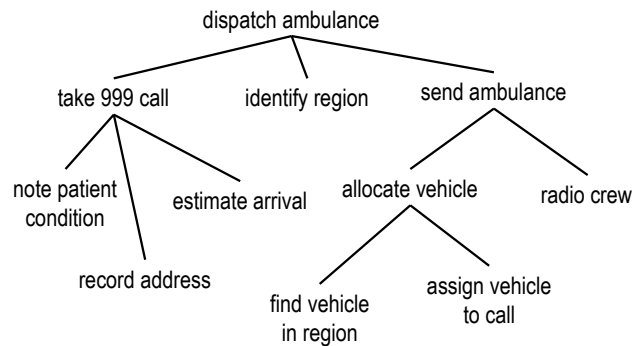 dispatch ambulance
take 999 call
identify region
send ambulance
note patient
condition
estimate arrival
allocate vehicle
radio crew
record address
find vehicle
in region
assign vehicle
to call